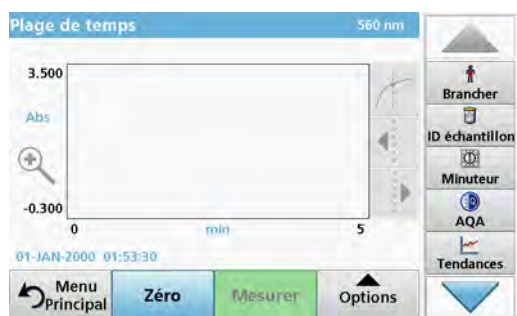 Plage de temps 560 nm
3.500
Abs
-0.300
0 min 5
01-JAN-2000 01:53:30
Menu Principal
Zéro
Mesurer
Options
Brancher
ID échantillon
Minuteur
AQA
Tendances